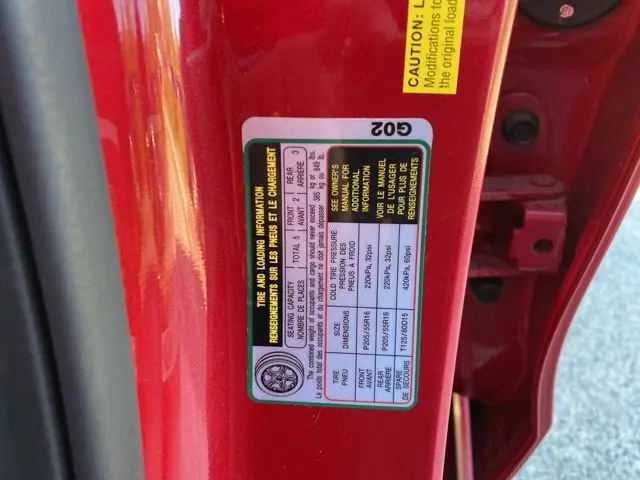 CAUTION: L
Modifications to
the original load
G02
TIRE AND LOADING INFORMATION
RENSEIGNEMENTS SUR LES PNEUS ET LE CHARGEMENT
SEATING CAPACITY TOTAL 5 FRONT 2 REAR 3
NOMBRE DE PLACES AVANT ARRIÈRE
The combined weight of occupants and cargo should never exceed 385 kg or 849 lbs.
Le poids total des occupants et du chargement ne doit jamais dépasser 385 kg ou 849 lb.
TIRE SIZE COLD TIRE PRESSURE
PNEU DIMENSIONS PRESSION DES
PNEUS À FROID
FRONT P205/55R16 220kPa, 32psi
AVANT
REAR P205/55R16 220kPa, 32psi
ARRIÈRE
SPARE T125/80D15 420kPa, 60psi
DE SECOURS
SEE OWNER'S
MANUAL FOR
ADDITIONAL
INFORMATION
VOIR LE MANUEL
DE L'USAGER
POUR PLUS DE
RENSEIGNEMENTS